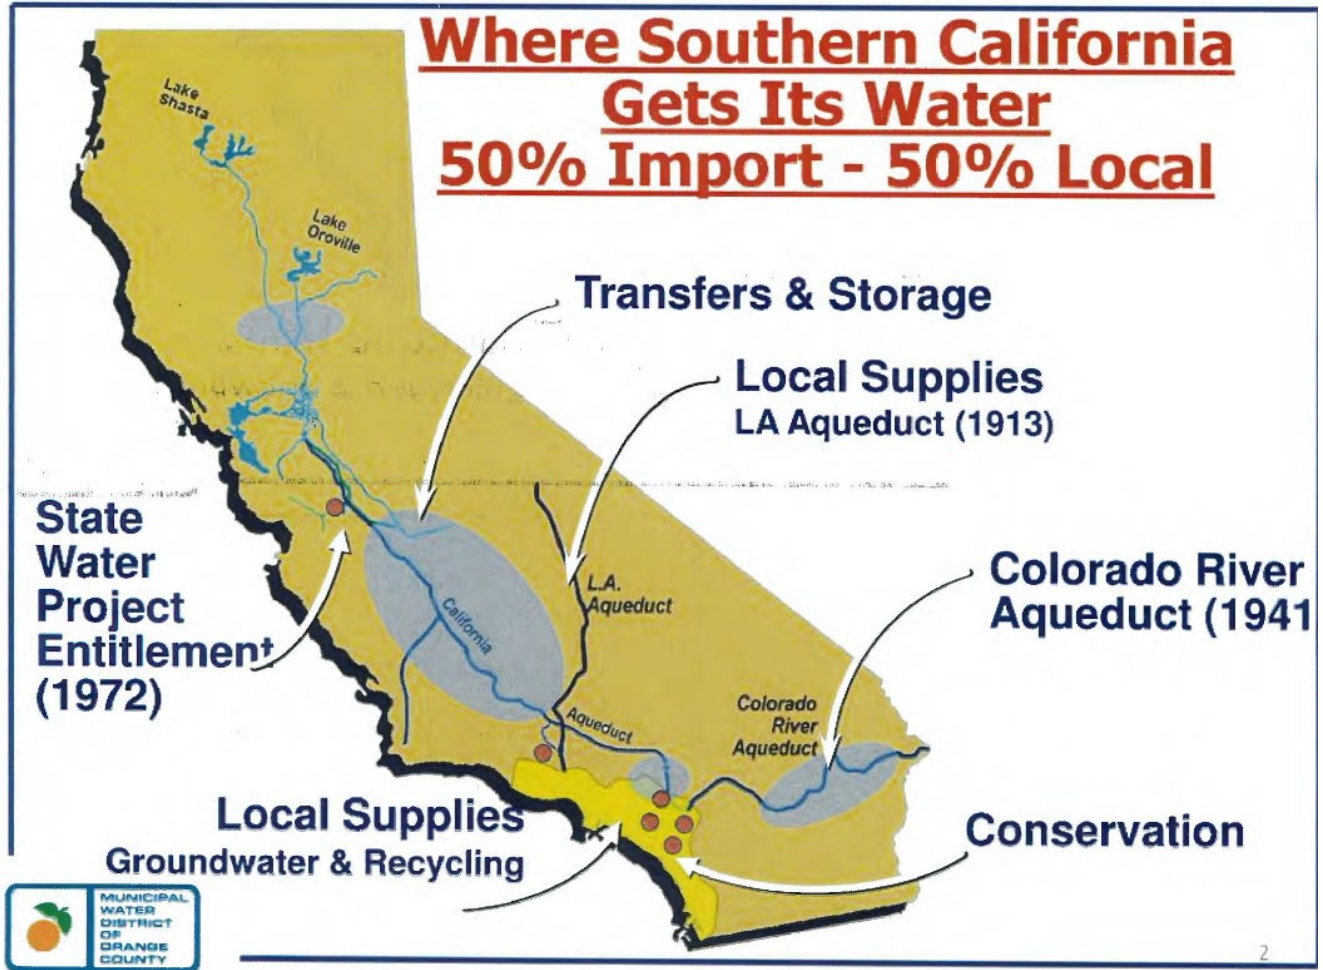 Where Southern California
Gets Its Water
50% Import - 50% Local
Lake
Shasta
Lake
Oroville
Transfers & Storage
Local Supplies
LA Aqueduct (1913)
State
Water
Project
Entitlement
(1972)
L.A.
Aqueduct
California
Aqueduct
Colorado River
Aqueduct (1941
Colorado
River
Aqueduct
Local Supplies
Groundwater & Recycling
Conservation
MUNICIPAL
WATER
DISTRICT
OF
ORANGE
COUNTY
2